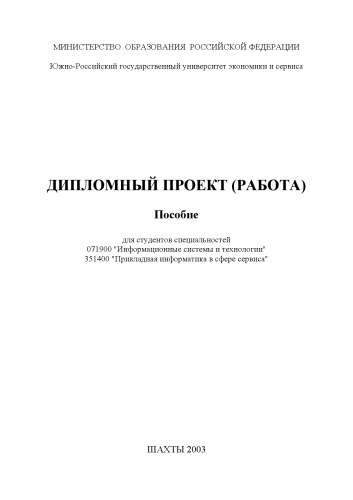 МИНИСТЕРСТВО ОБРАЗОВАНИЯ РОССИЙСКОЙ ФЕДЕРАЦИИ
Южно-Российский государственный университет экономики и сервиса
ДИПЛОМНЫЙ ПРОЕКТ (РАБОТА)
Пособие
для студентов специальностей
071900 "Информационные системы и технологии"
351400 "Прикладная информатика в сфере сервиса"
ШАХТЫ 2003